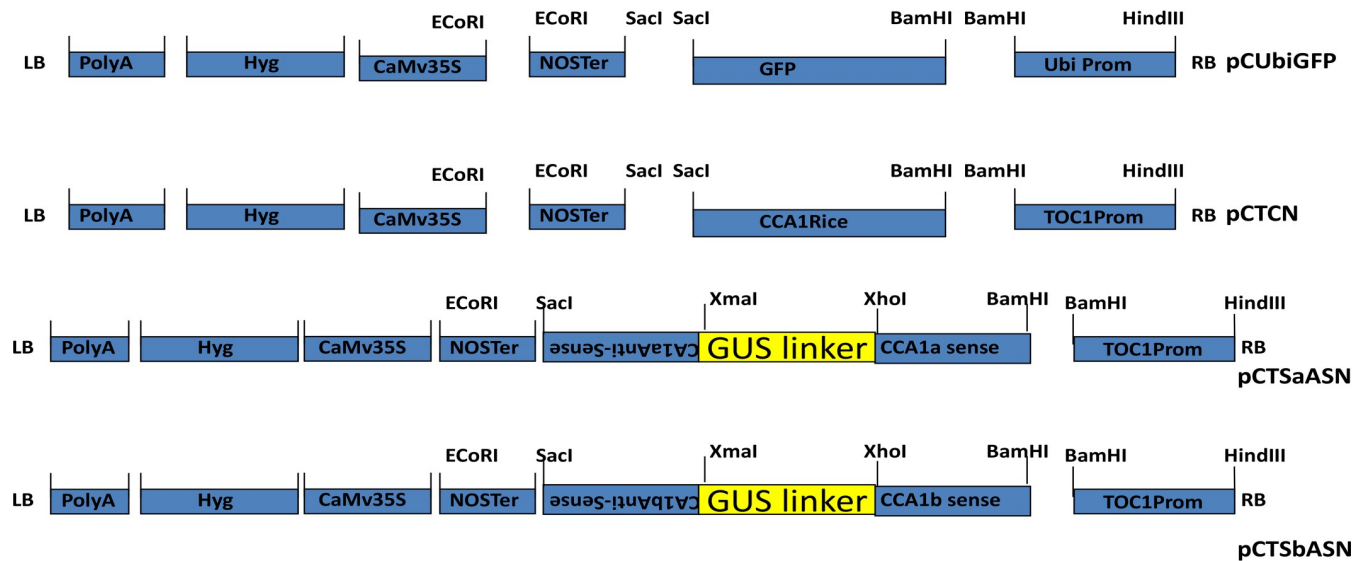 ECoRI ECoRI SacI SacI BamHI BamHI HindIII
LB PolyA Hyg CaMv35S NOSTer GFP Ubi Prom RB pCUbiGFP
ECoRI ECoRI SacI SacI BamHI BamHI HindIII
LB PolyA Hyg CaMv35S NOSTer CCA1Rice TOC1Prom RB pCTCN
ECoRI SacI XmaI XhoI BamHI BamHI HindIII
LB PolyA Hyg CaMv35S NOSTer CA1aAnti-Sense GUS linker CCA1a sense TOC1Prom RB
pCTSaASN
ECoRI SacI XmaI XhoI BamHI BamHI HindIII
LB PolyA Hyg CaMv35S NOSTer CA1bAnti-Sense GUS linker CCA1b sense TOC1Prom RB
pCTSbASN